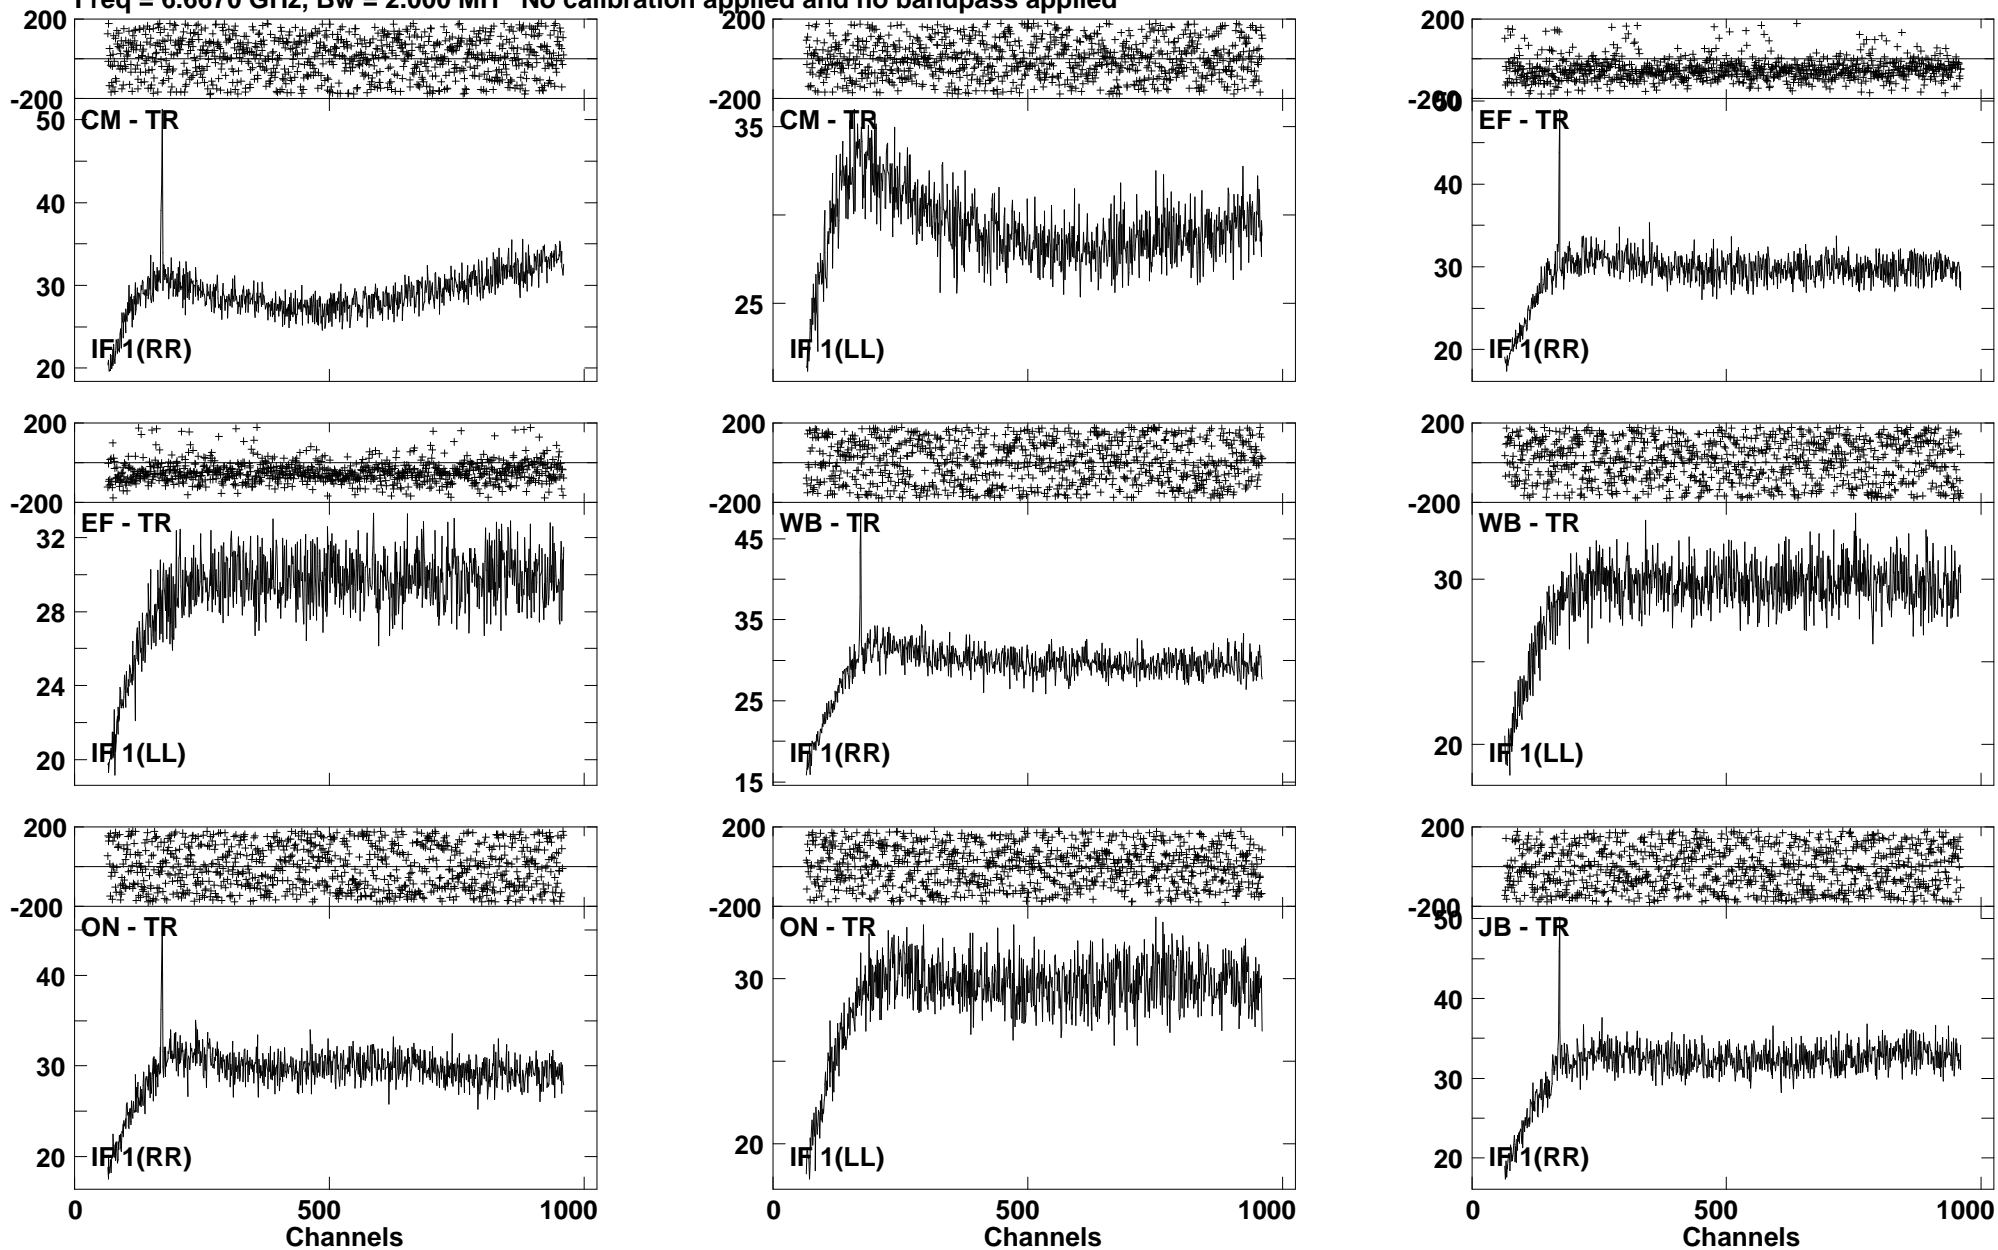 Freq = 6.6670 GHz, Bw = 2.000 MH No calibration applied and no bandpass applied
200
-200
CM - TR
50
40
30
20
IF 1(RR)
200
-200
CM - TR
35
25
IF 1(LL)
200
-200
50
EF - TR
40
30
20
IF 1(RR)
200
-200
EF - TR
32
28
24
20
IF 1(LL)
200
-200
WB - TR
45
35
25
15
IF 1(RR)
200
-200
WB - TR
30
20
IF 1(LL)
200
-200
ON - TR
40
30
20
IF 1(RR)
0 500 1000
Channels
200
-200
ON - TR
30
20
IF 1(LL)
0 500 1000
Channels
200
-200
50
JB - TR
40
30
20
IF 1(RR)
0 500 1000
Channels